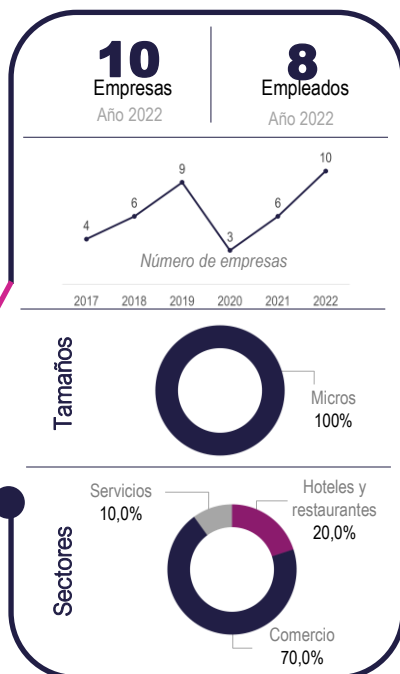 10
Empresas
Año 2022
8
Empleados
Año 2022
4
6
9
3
6
10
Número de empresas
2017 2018 2019 2020 2021 2022
Tamaños
Micros
100%
Sectores
Servicios
10,0%
Hoteles y
restaurantes
20,0%
Comercio
70,0%